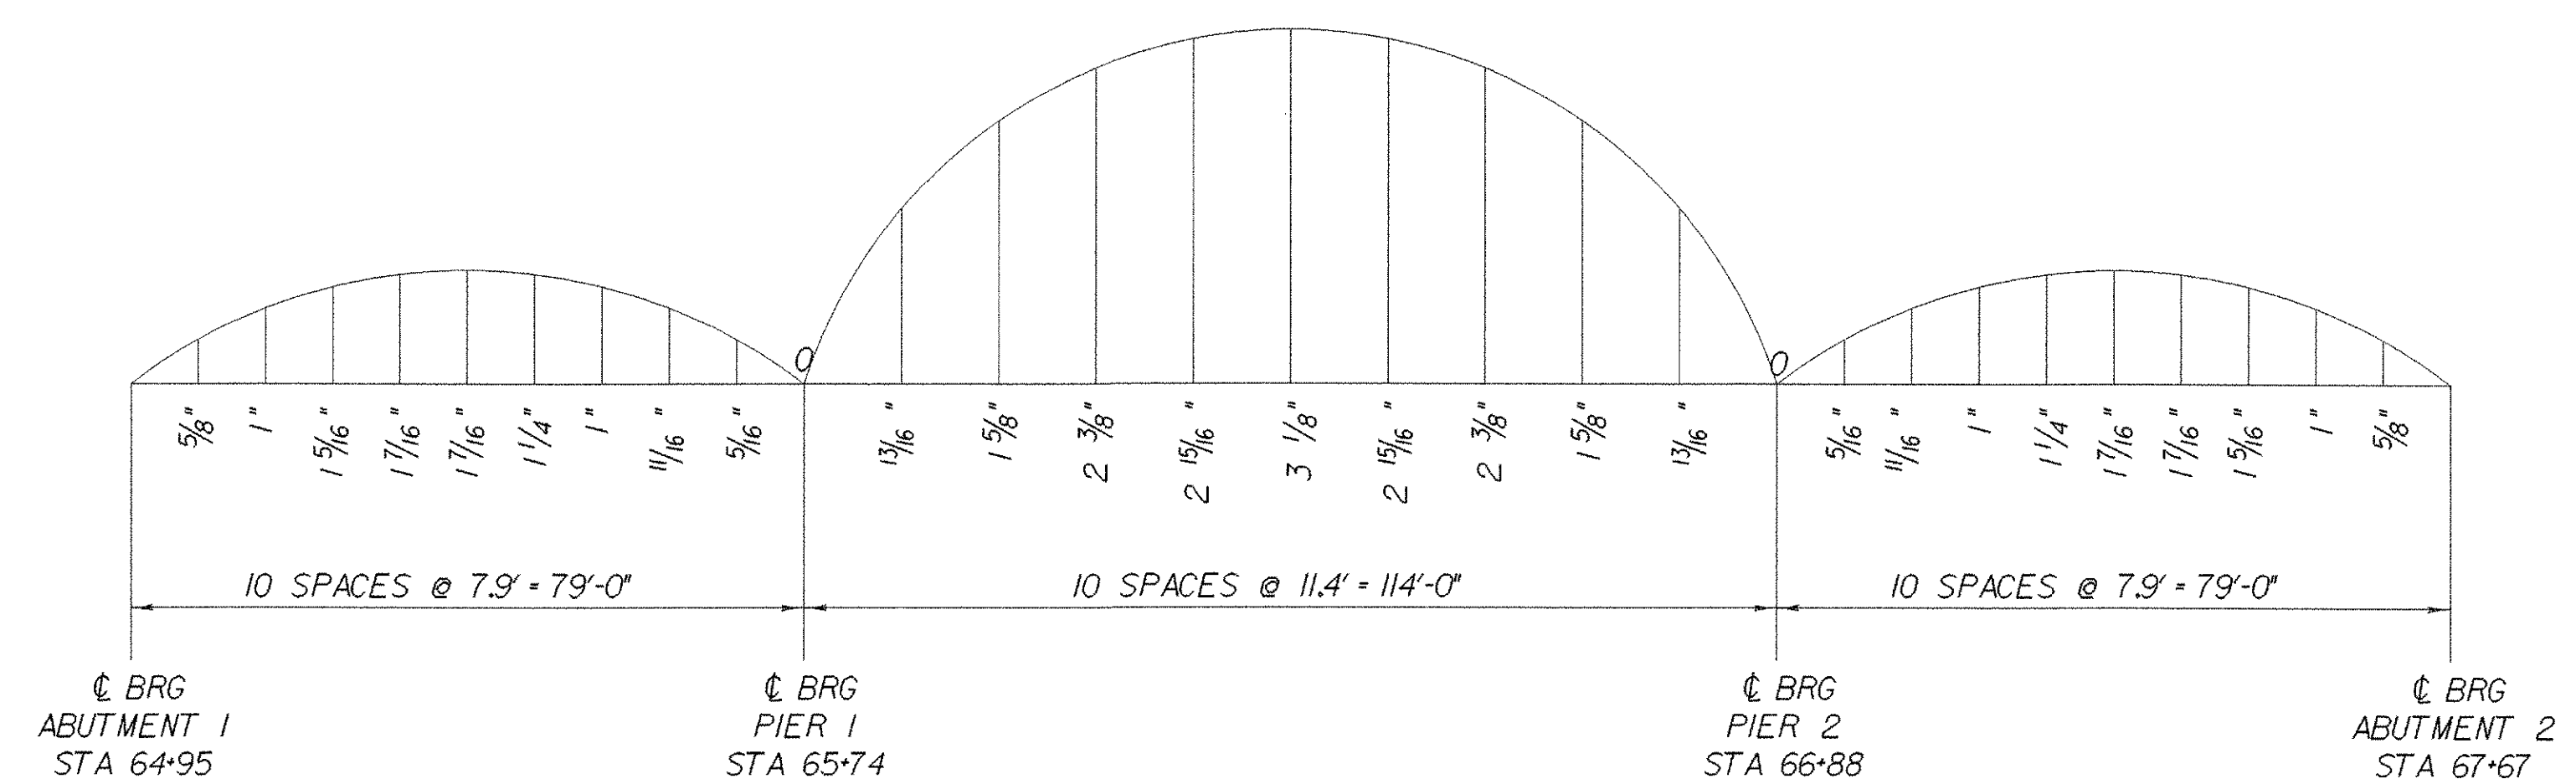 0
0
5/8"
1"
1 5/16"
1 7/16"
1 7/16"
1 1/4"
1"
11/16"
5/16"
13/16"
1 5/8"
2 3/8"
2 15/16"
3 1/8"
2 15/16"
2 3/8"
1 5/8"
13/16"
5/16"
11/16"
1"
1 1/4"
1 7/16"
1 7/16"
1 5/16"
1"
5/8"
10 SPACES @ 7.9' = 79'-0"
10 SPACES @ 11.4' = 114'-0"
10 SPACES @ 7.9' = 79'-0"
℄ BRG
ABUTMENT 1
STA 64+95
℄ BRG
PIER 1
STA 65+74
℄ BRG
PIER 2
STA 66+88
℄ BRG
ABUTMENT 2
STA 67+67